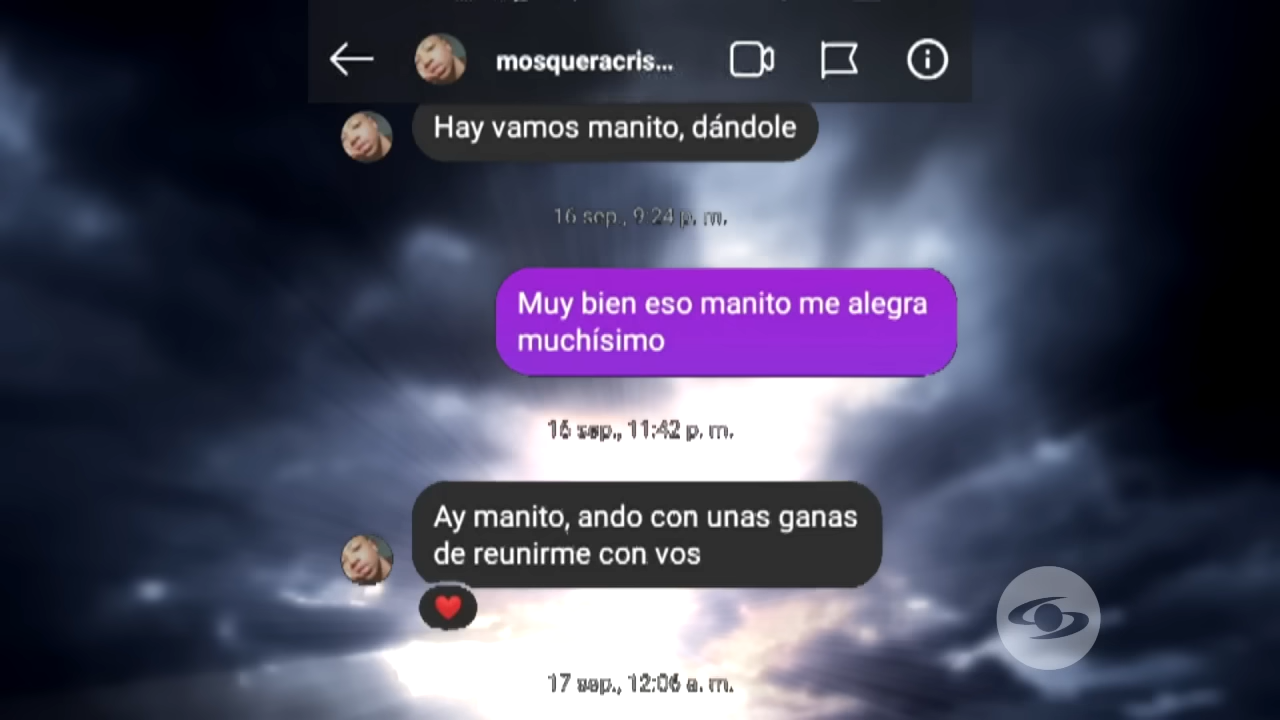 mosqueracris...
Hay vamos manito, dándole
16 sep., 9:24 p. m.
Muy bien eso manito me alegra
muchísimo
16 sep., 11:42 p. m.
Ay manito, ando con unas ganas
de reunirme con vos
17 sep., 12:06 a. m.